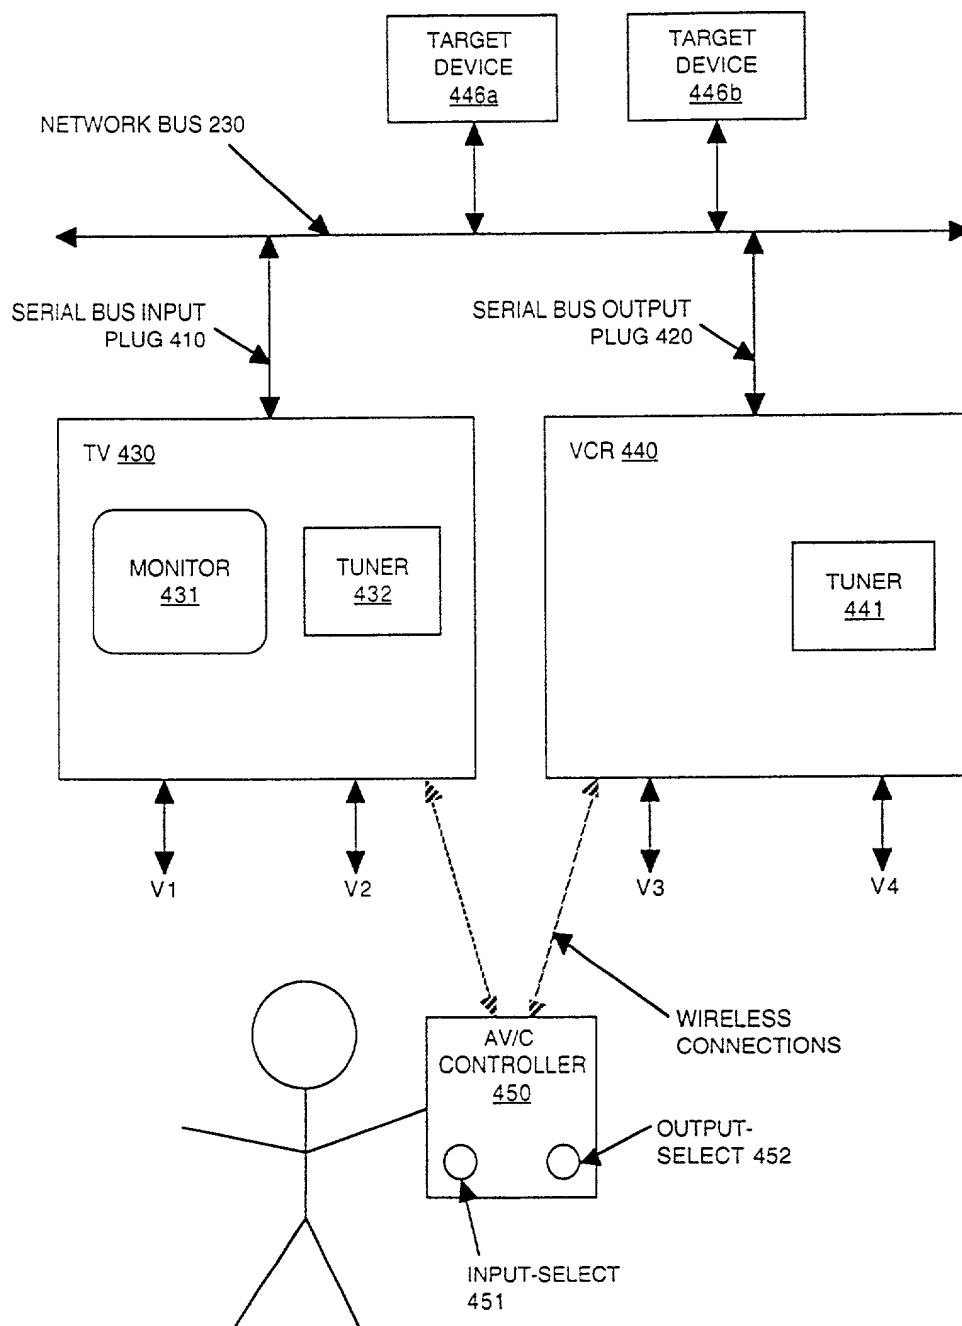 TARGET
DEVICE
446a
TARGET
DEVICE
446b
NETWORK BUS 230
SERIAL BUS INPUT
PLUG 410
SERIAL BUS OUTPUT
PLUG 420
TV 430
MONITOR
431
TUNER
432
VCR 440
TUNER
441
V1
V2
V3
V4
WIRELESS
CONNECTIONS
AV/C
CONTROLLER
450
OUTPUT-
SELECT 452
INPUT-SELECT
451